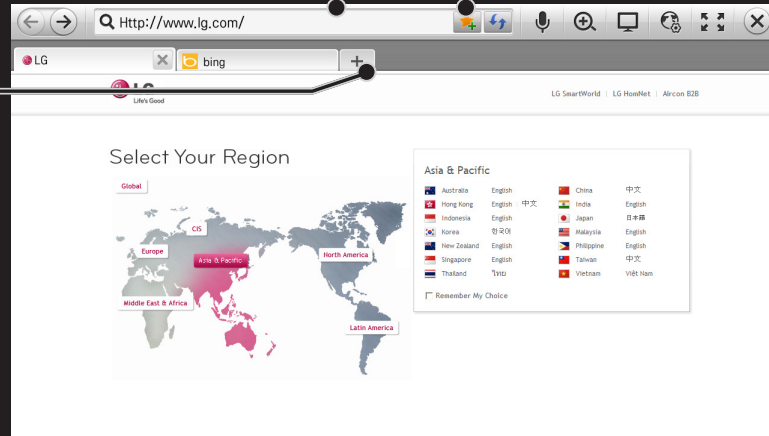 Http://www.lg.com/
LG
bing
+
LG
Life's Good
LG SmartWorld | LG HomNet | Aircon B2B
Select Your Region
Global
CIS
Europe
Asia & Pacific
North America
Middle East & Africa
Latin America
Asia & Pacific
Australia English China 中文
Hong Kong English | 中文 India English
Indonesia English Japan 日本語
Korea 한국어 Malaysia English
New Zealand English Philippine English
Singapore English Taiwan 中文
Thailand ไทย Vietnam Việt Nam
Remember My Choice